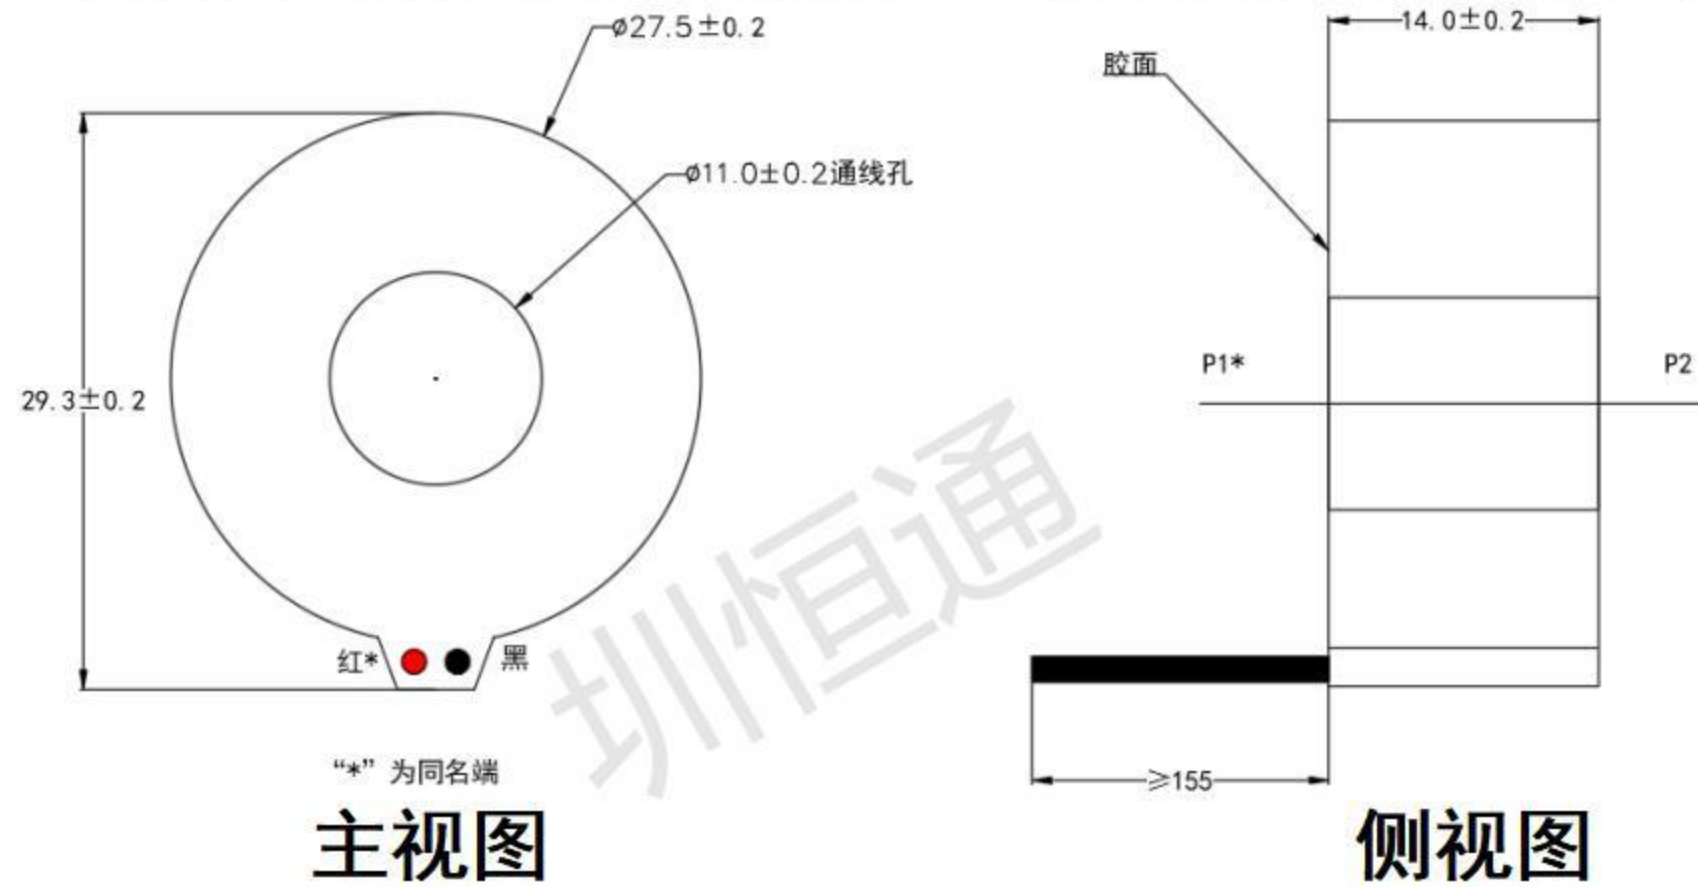 ø27.5±0.2
14.0±0.2
胶面
ø11.0±0.2通线孔
P1*
P2
29.3±0.2
圳恒通
红*
黑
“*”为同名端
≥155
主视图
侧视图